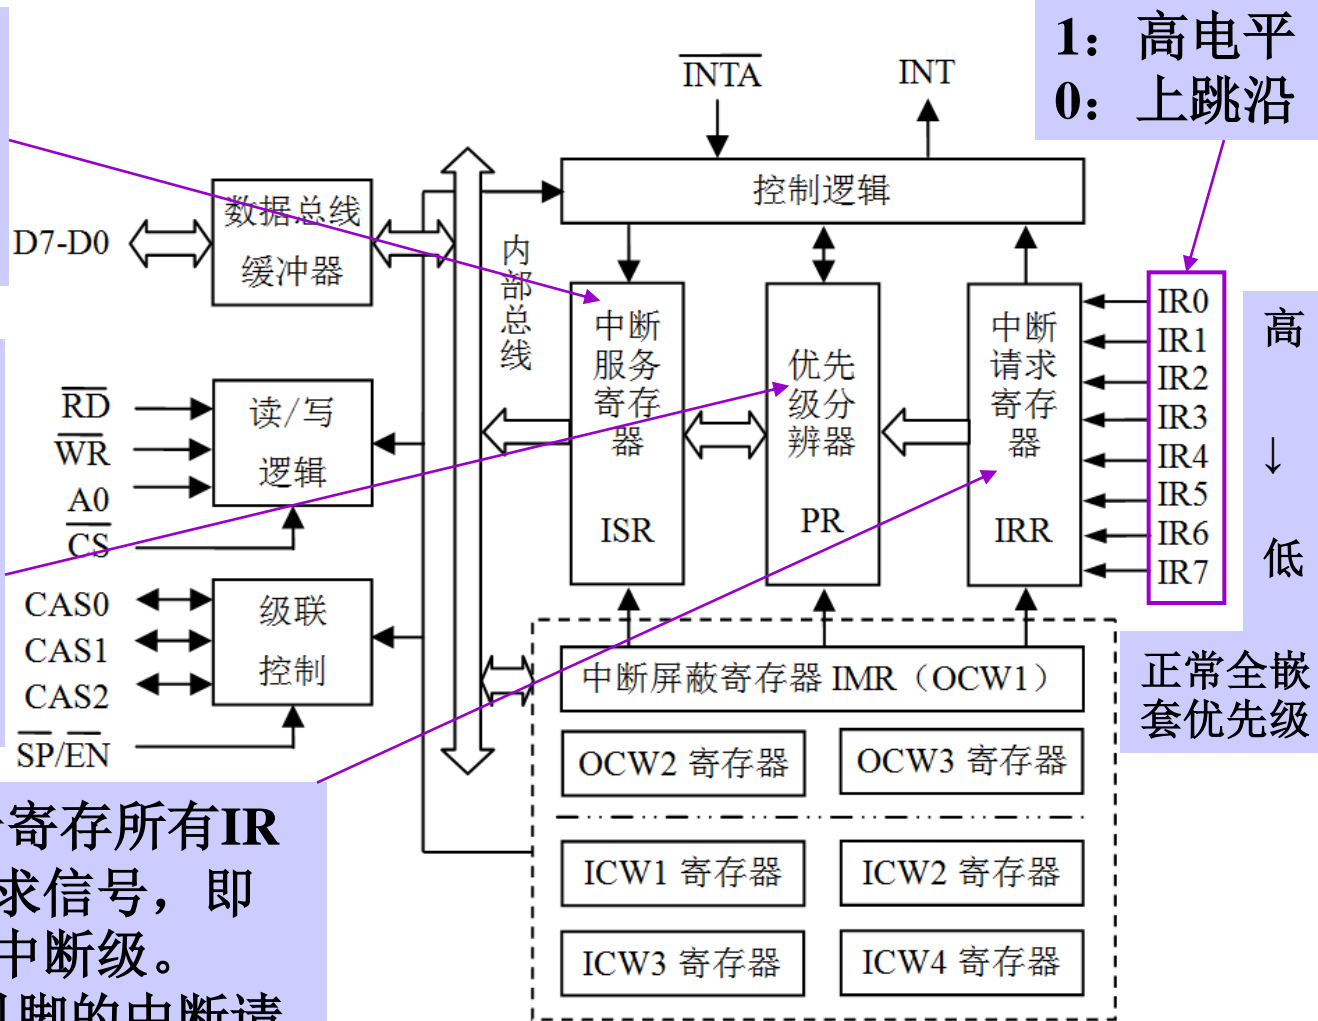 1：高电平
0：上跳沿
INTA
INT
控制逻辑
数据总线
缓冲器
D7-D0
内
部
总
线
中断
服务
寄存
器
ISR
优先
级分
辨器
PR
中断
请求
寄存
器
IRR
IR0
IR1
IR2
IR3
IR4
IR5
IR6
IR7
高
↓
低
正常全嵌
套优先级
RD
WR
A0
CS
读/写
逻辑
CAS0
CAS1
CAS2
SP/EN
级联
控制
中断屏蔽寄存器 IMR（OCW1）
OCW2 寄存器
OCW3 寄存器
ICW1 寄存器
ICW2 寄存器
ICW3 寄存器
ICW4 寄存器
寄存所有IR
求信号，即
中断级。
脚的中断请